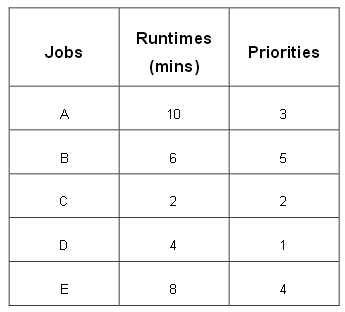 Jobs Runtimes (mins) Priorities
A 10 3
B 6 5
C 2 2
D 4 1
E 8 4